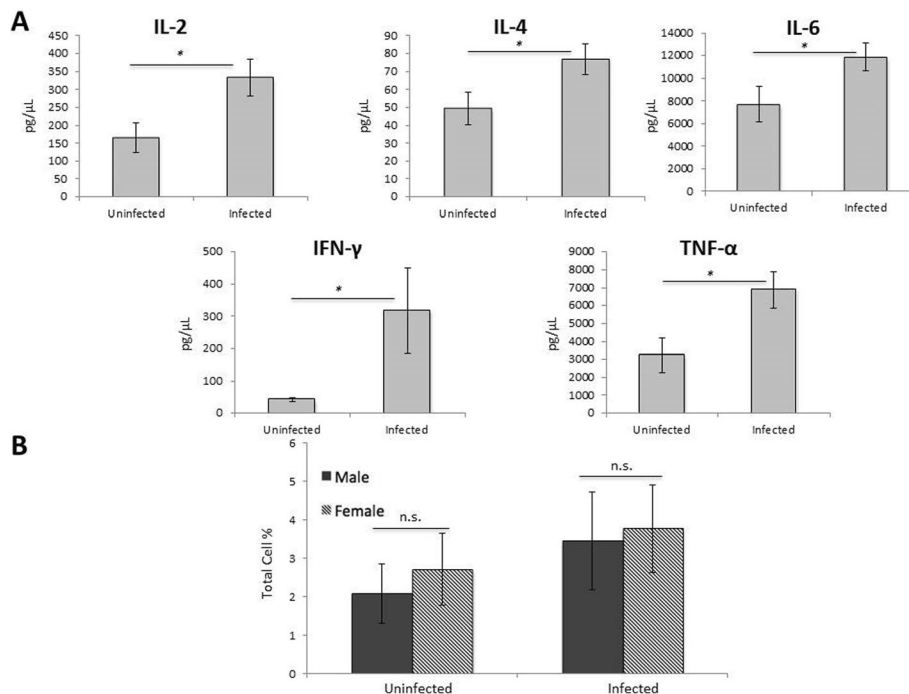 A
IL-2
450
400
350
300
250
200
150
100
50
0
pg/µL
*
Uninfected Infected
IL-4
90
80
70
60
50
40
30
20
10
0
pg/µL
*
Uninfected Infected
IL-6
14000
12000
10000
8000
6000
4000
2000
0
pg/µL
*
Uninfected Infected
IFN-γ
500
400
300
200
100
0
pg/µL
*
Uninfected Infected
TNF-α
9000
8000
7000
6000
5000
4000
3000
2000
1000
0
pg/µL
*
Uninfected Infected
B
6
5
4
3
2
1
0
Total Cell %
Male
Female
n.s.
n.s.
Uninfected Infected